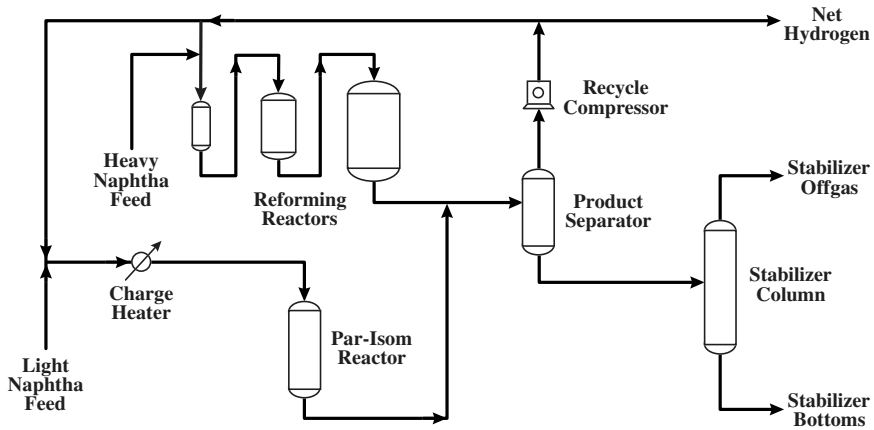 Net
Hydrogen
Recycle
Compressor
Heavy
Naphtha
Feed
Reforming
Reactors
Product
Separator
Stabilizer
Offgas
Charge
Heater
Stabilizer
Column
Par-Isom
Reactor
Light
Naphtha
Feed
Stabilizer
Bottoms